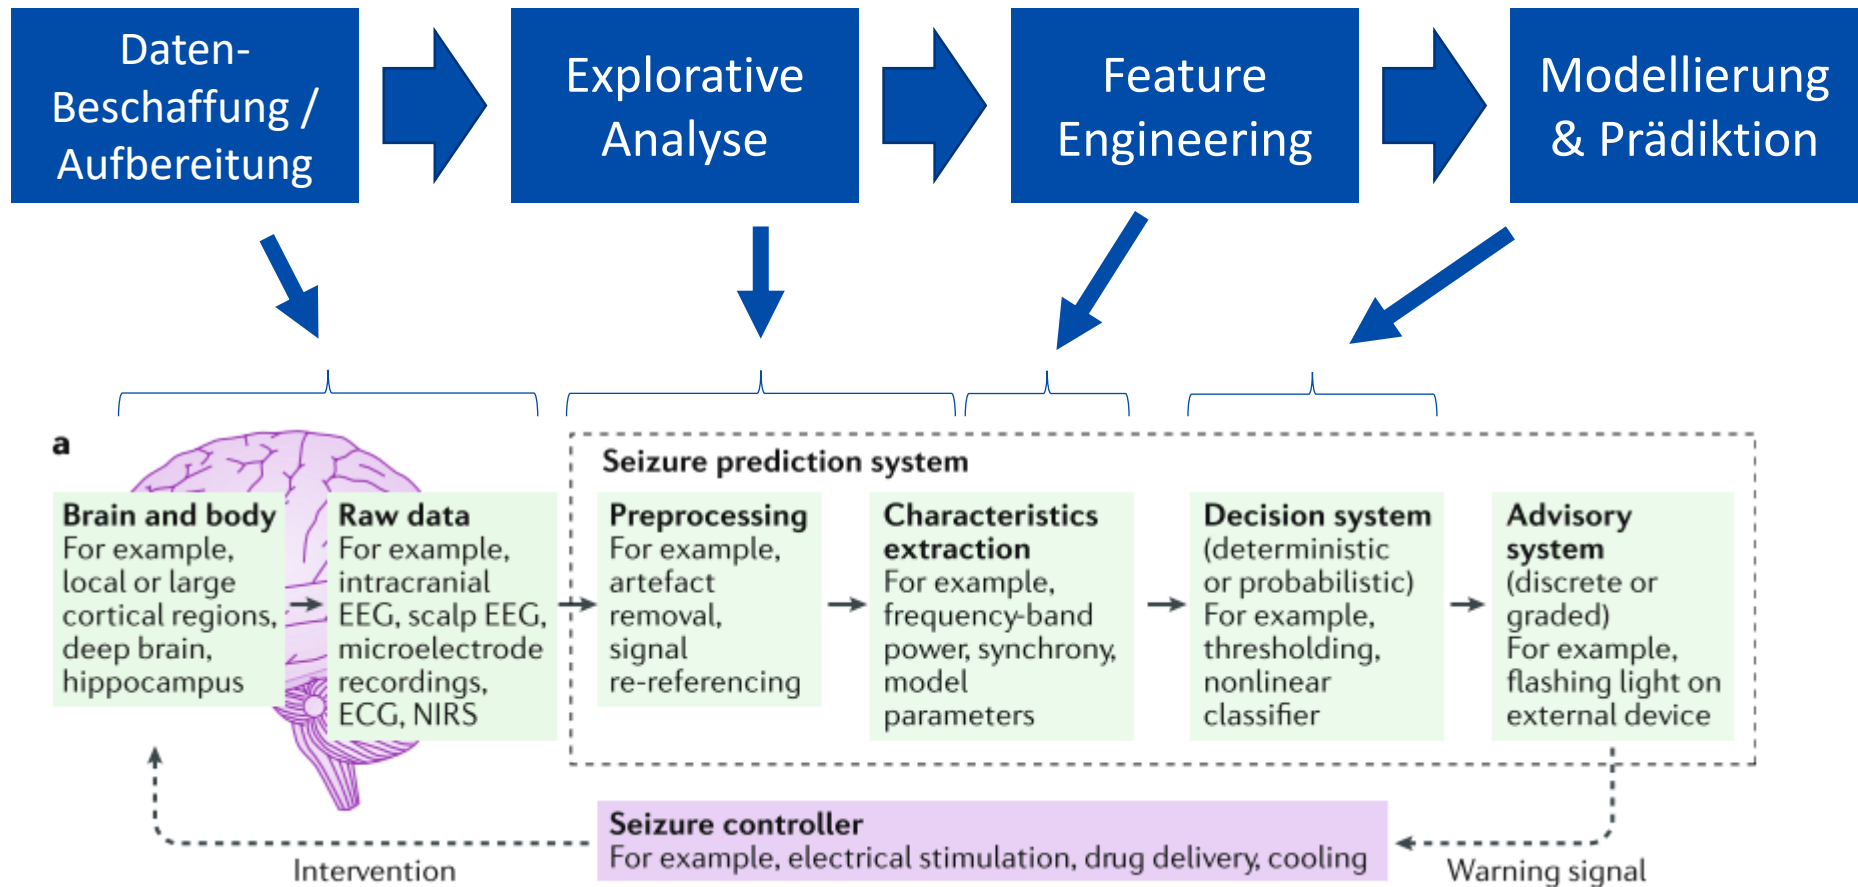 Daten-
Beschaffung /
Aufbereitung
Explorative
Analyse
Feature
Engineering
Modellierung
& Prädiktion
a
Seizure prediction system
Brain and body
For example,
local or large
cortical regions,
deep brain,
hippocampus
Raw data
For example,
intracranial
EEG, scalp EEG,
microelectrode
recordings,
ECG, NIRS
Preprocessing
For example,
artefact
removal,
signal
re-referencing
Characteristics
extraction
For example,
frequency-band
power, synchrony,
model
parameters
Decision system
(deterministic
or probabilistic)
For example,
thresholding,
nonlinear
classifier
Advisory
system
(discrete or
graded)
For example,
flashing light on
external device
Seizure controller
For example, electrical stimulation, drug delivery, cooling
Intervention
Warning signal